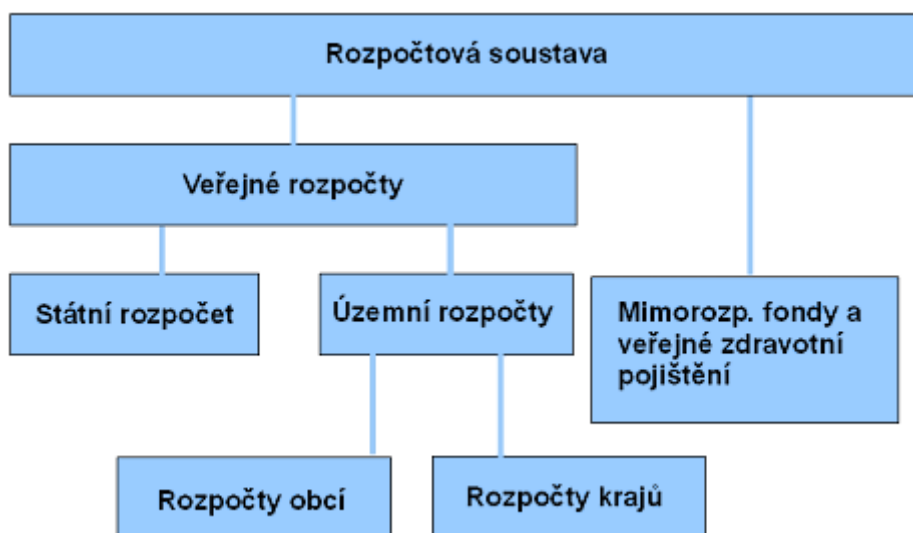 Rozpočtová soustava
Veřejné rozpočty
Státní rozpočet
Územní rozpočty
Mimorozp. fondy a
veřejné zdravotní
pojištění
Rozpočty obcí
Rozpočty krajů